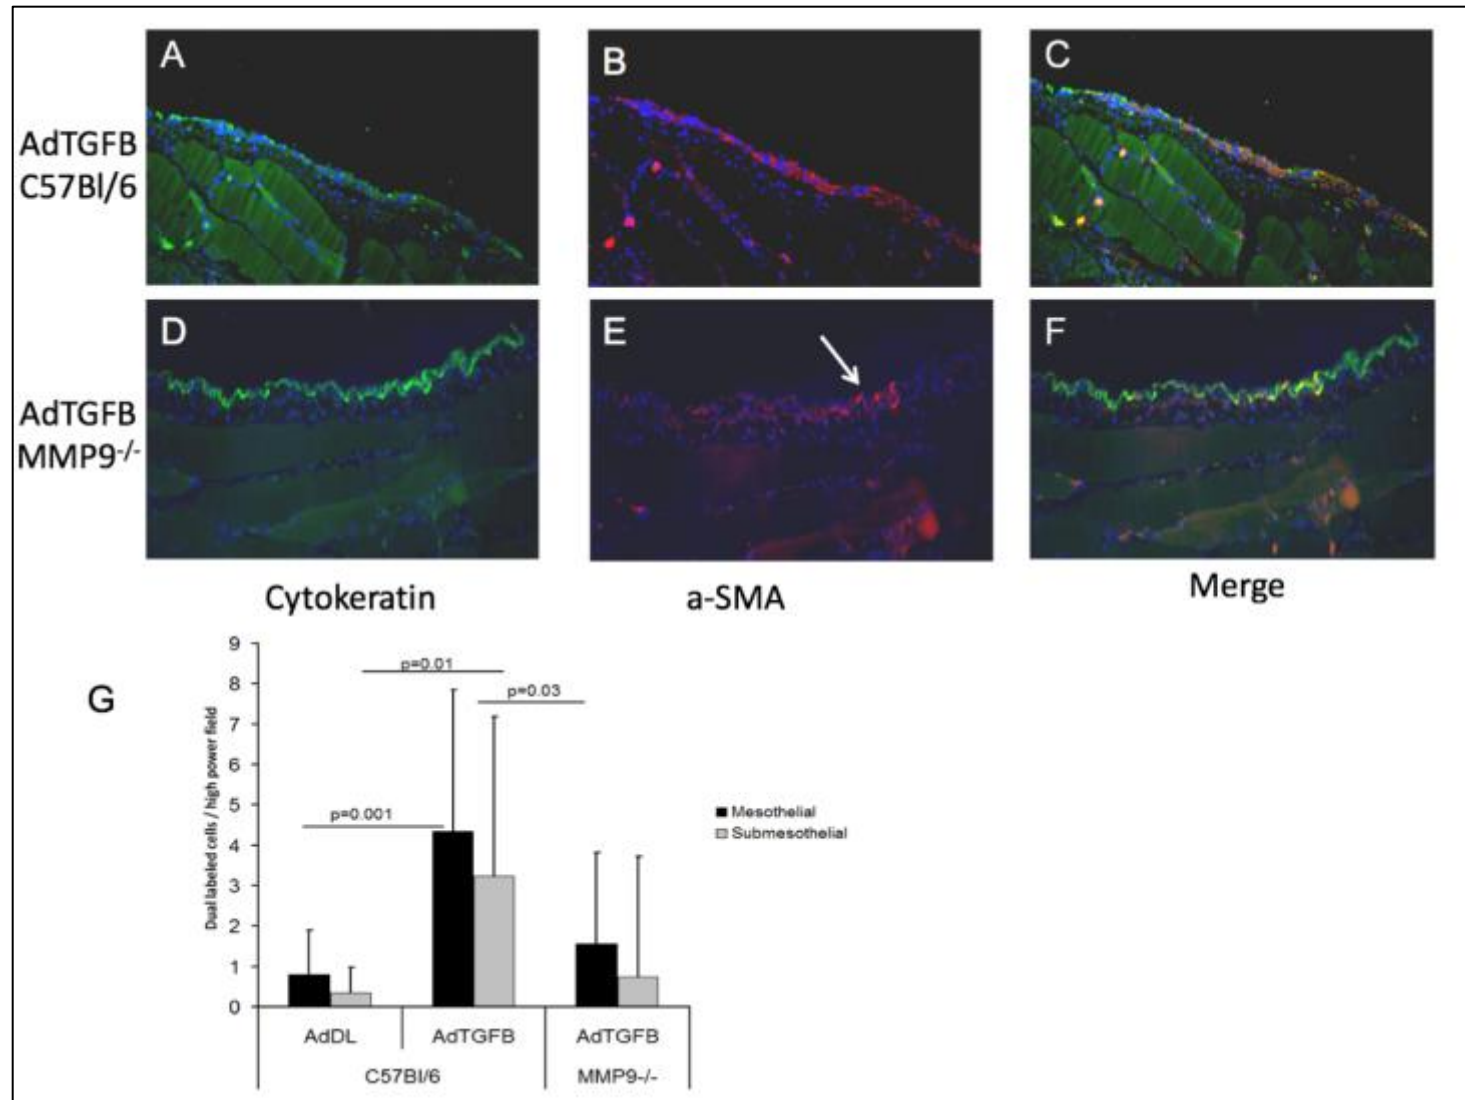 A
B
C
AdTGFB
C57Bl/6
D
E
F
AdTGFB
MMP9-/-
Cytokeratin
a-SMA
Merge
G
Dual labeled cells / high power field
9
8
7
6
5
4
3
2
1
0
p=0.01
p=0.03
p=0.001
Mesothelial
Submesothelial
AdDL
AdTGFB
AdTGFB
C57Bl/6
MMP9-/-